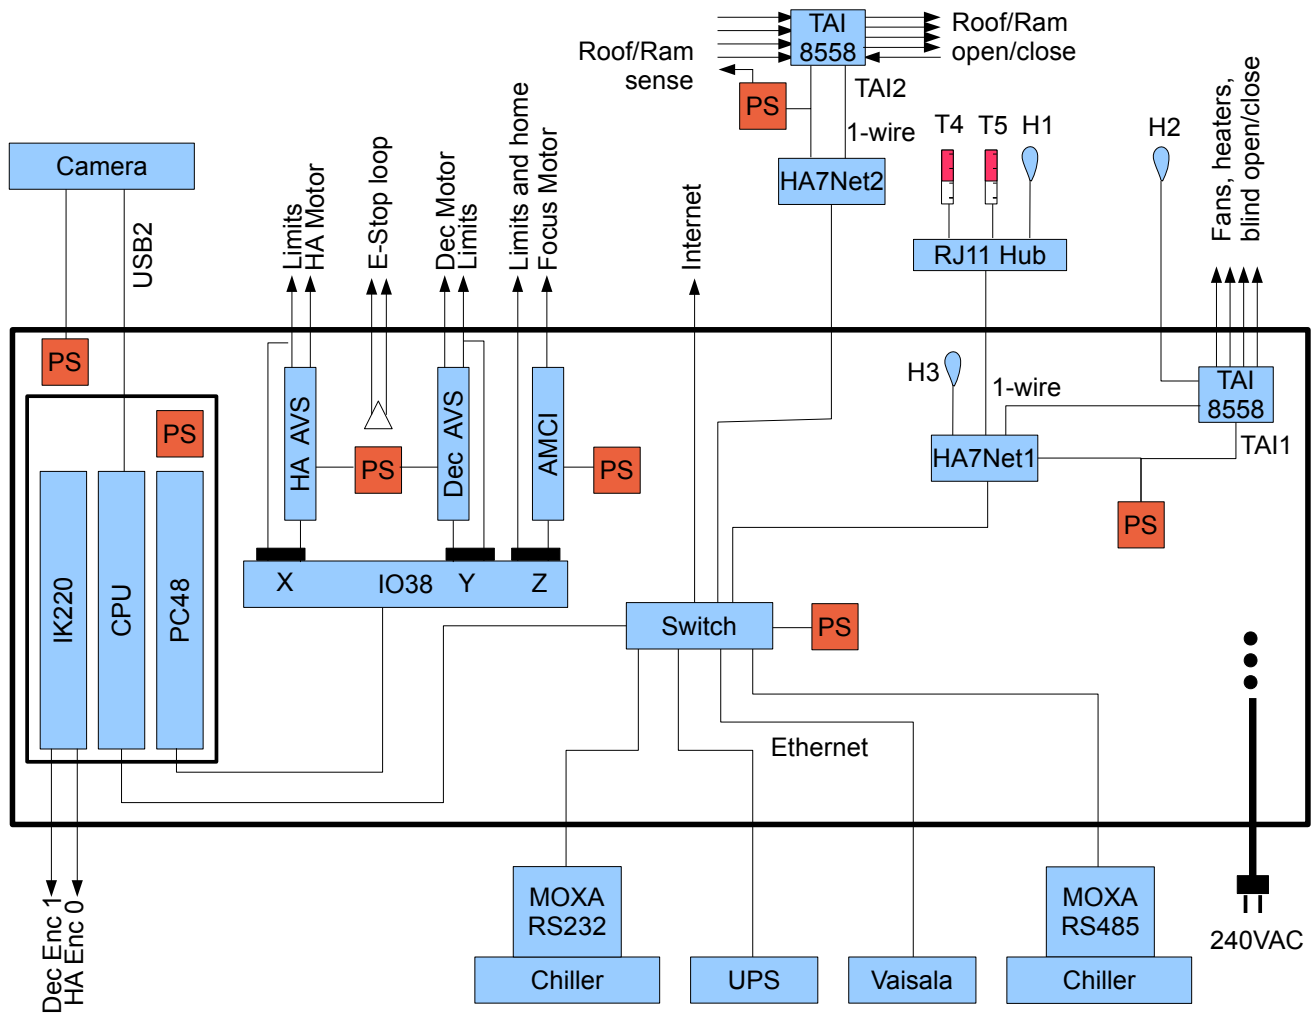 TAI
8558
Roof/Ram
open/close
Roof/Ram
sense
PS
TAI2
1-wire
HA7Net2
T4
T5
H1
H2
Fans, heaters,
blind open/close
RJ11 Hub
Camera
USB2
Limits
HA Motor
E-Stop loop
Dec Motor
Limits
Limits and home
Focus Motor
Internet
PS
PS
HA AVS
PS
Dec AVS
AMCI
PS
H3
1-wire
HA7Net1
TAI
8558
TAI1
PS
IK220
CPU
PC48
X
IO38
Y
Z
Switch
PS
Ethernet
Dec Enc 1
HA Enc 0
MOXA
RS232
Chiller
UPS
Vaisala
MOXA
RS485
Chiller
240VAC